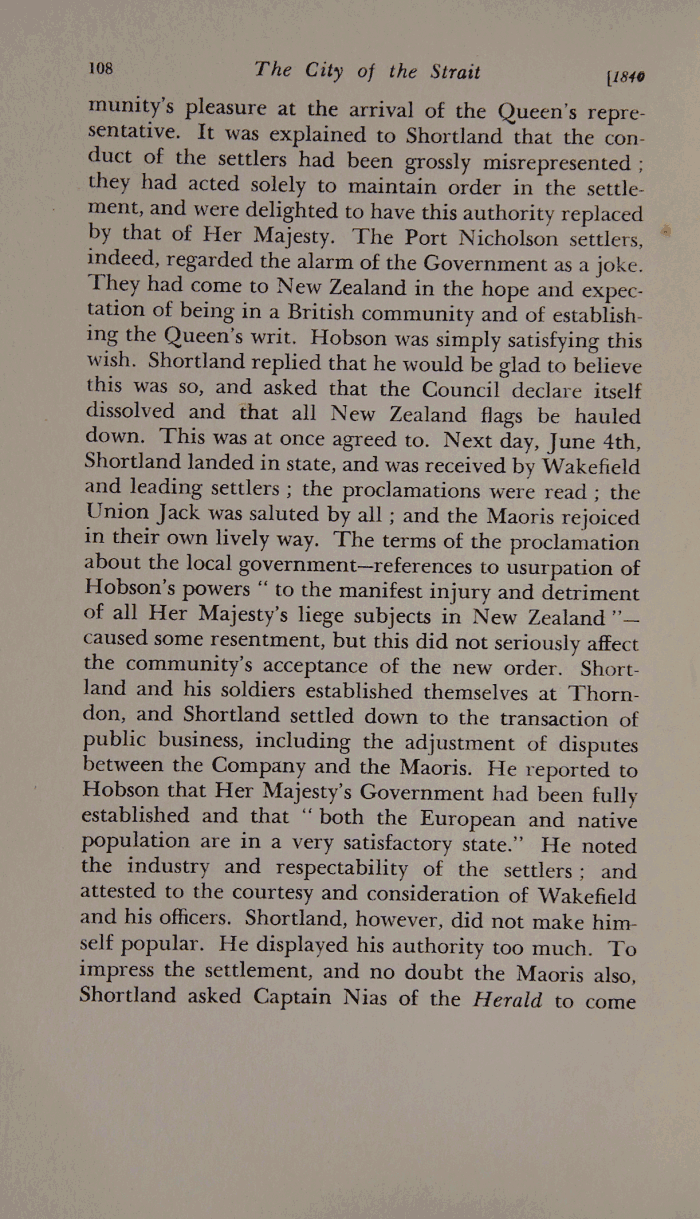 108 The City of the Strait [1840
munity's pleasure at the arrival of the Queen's repre-
sentative. It was explained to Shortland that the con-
duct of the settlers had been grossly misrepresented ;
they had acted solely to maintain order in the settle-
ment, and were delighted to have this authority replaced
by that of Her Majesty. The Port Nicholson settlers,
indeed, regarded the alarm of the Government as a joke.
They had come to New Zealand in the hope and expec-
tation of being in a British community and of establish-
ing the Queen's writ. Hobson was simply satisfying this
wish. Shortland replied that he would be glad to believe
this was so, and asked that the Council declare itself
dissolved and that all New Zealand flags be hauled
down. This was at once agreed to. Next day, June 4th,
Shortland landed in state, and was received by Wakefield
and leading settlers ; the proclamations were read ; the
Union Jack was saluted by all ; and the Maoris rejoiced
in their own lively way. The terms of the proclamation
about the local government—references to usurpation of
Hobson's powers " to the manifest injury and detriment
of all Her Majesty's liege subjects in New Zealand "—
caused some resentment, but this did not seriously affect
the community's acceptance of the new order. Short-
land and his soldiers established themselves at Thorn-
don, and Shortland settled down to the transaction of
public business, including the adjustment of disputes
between the Company and the Maoris. He reported to
Hobson that Her Majesty's Government had been fully
established and that " both the European and native
population are in a very satisfactory state." He noted
the industry and respectability of the settlers ; and
attested to the courtesy and consideration of Wakefield
and his officers. Shortland, however, did not make him-
self popular. He displayed his authority too much. To
impress the settlement, and no doubt the Maoris also,
Shortland asked Captain Nias of the Herald to come